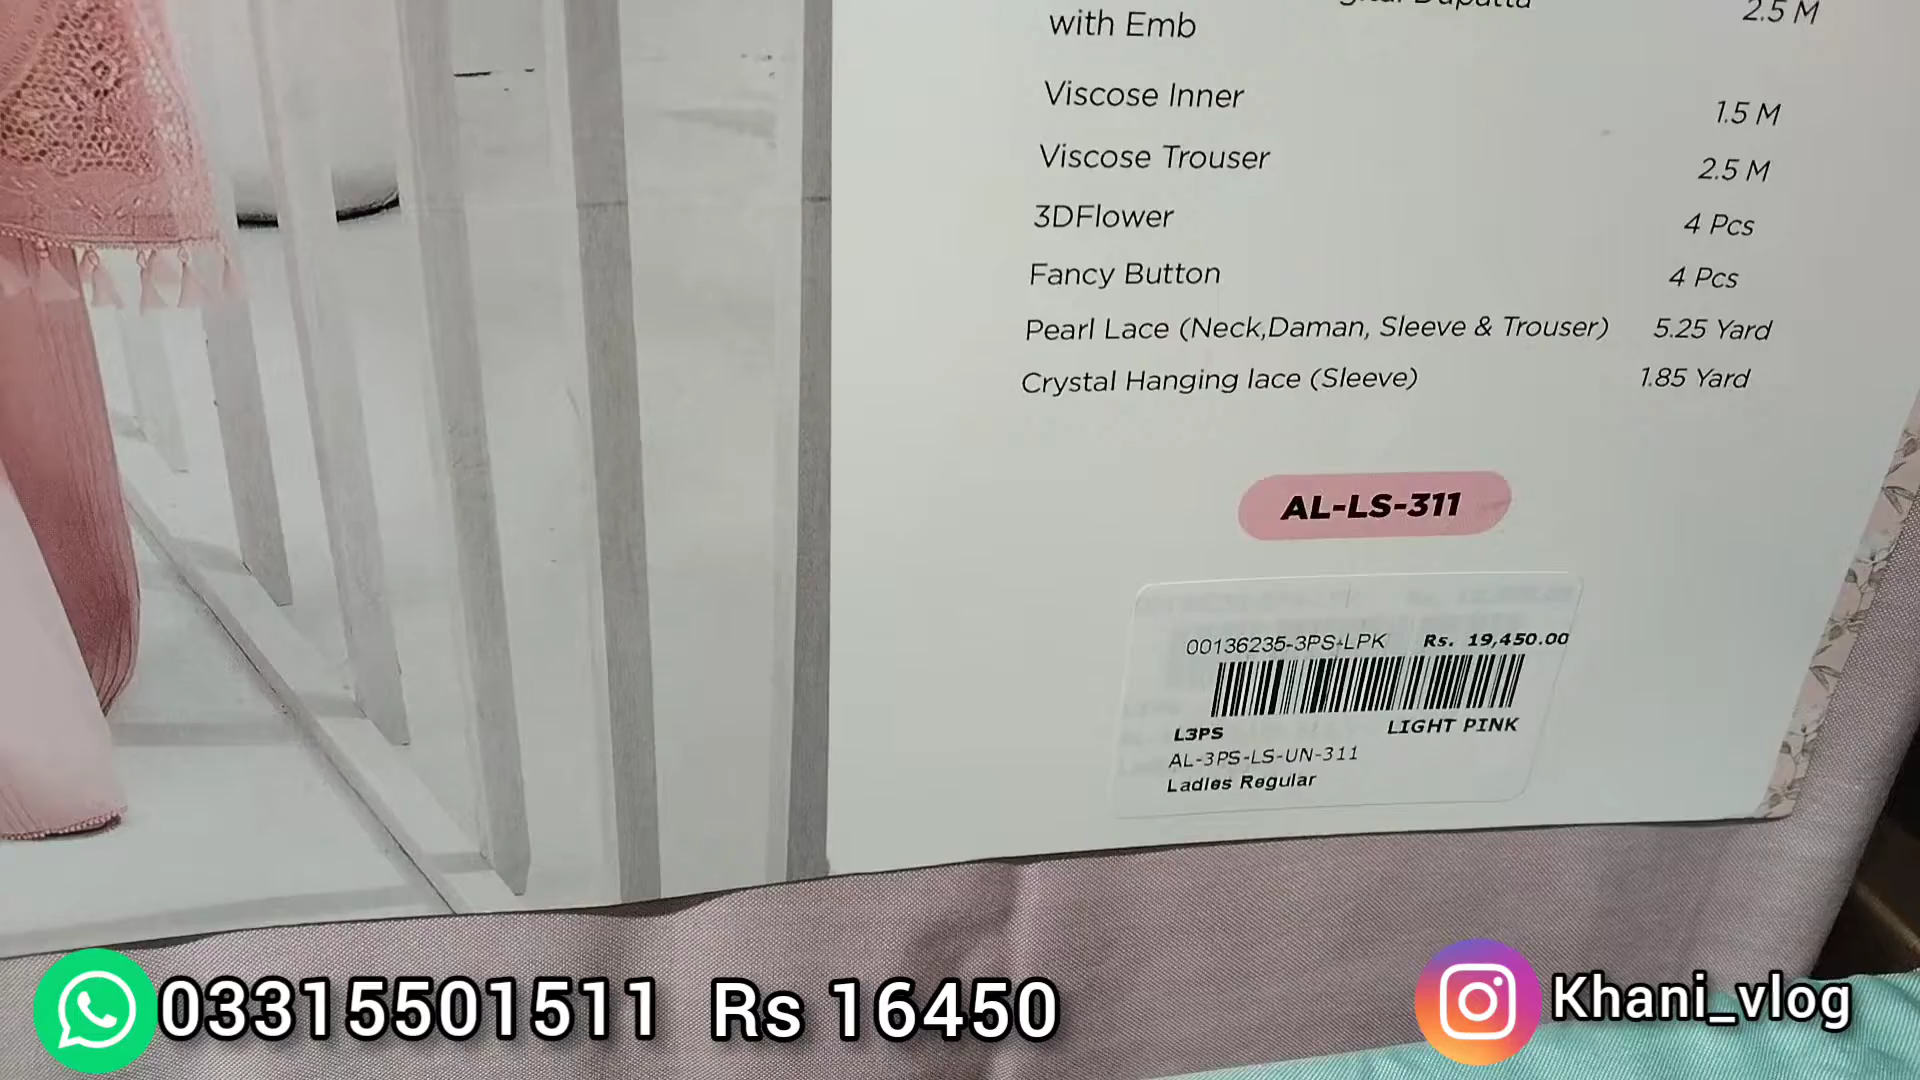 Dupatta 2.5 M
with Emb
Viscose Inner 1.5 M
Viscose Trouser 2.5 M
3DFlower 4 Pcs
Fancy Button 4 Pcs
Pearl Lace (Neck,Daman, Sleeve & Trouser) 5.25 Yard
Crystal Hanging lace (Sleeve) 1.85 Yard
AL-LS-311
00136235-3PS-LPK Rs. 19,450.00
L3PS LIGHT PINK
AL-3PS-LS-UN-311
Ladies Regular
03315501511 Rs 16450 Khani_vlog